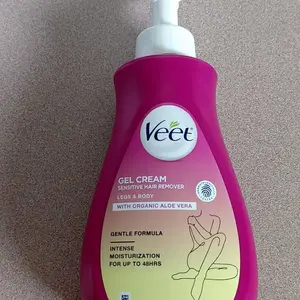 Veet
GEL CREAM
SENSITIVE HAIR REMOVER
LEGS & BODY
WITH ORGANIC ALOE VERA
GENTLE FORMULA
INTENSE
MOISTURIZATION
FOR UP TO 48HRS